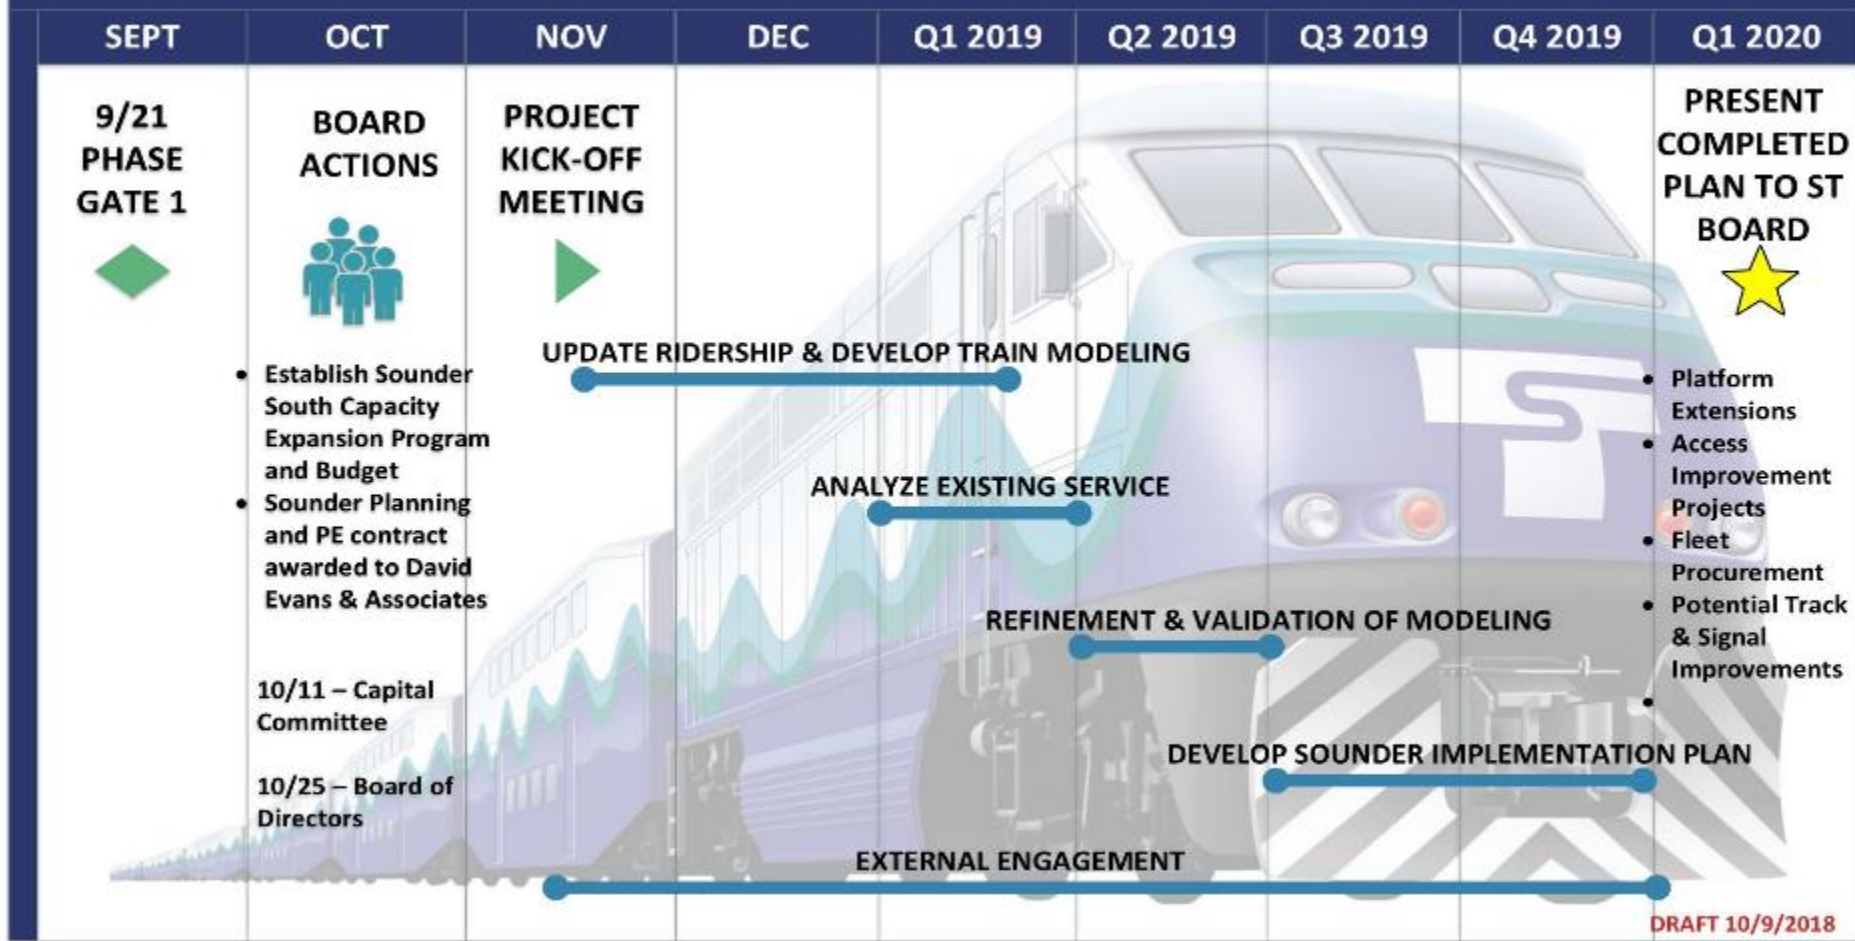 SEPT OCT NOV DEC Q1 2019 Q2 2019 Q3 2019 Q4 2019 Q1 2020
9/21
PHASE
GATE 1
BOARD
ACTIONS
• Establish Sounder
South Capacity
Expansion Program
and Budget
• Sounder Planning
and PE contract
awarded to David
Evans & Associates
10/11 – Capital
Committee
10/25 – Board of
Directors
PROJECT
KICK-OFF
MEETING
UPDATE RIDERSHIP & DEVELOP TRAIN MODELING
ANALYZE EXISTING SERVICE
REFINEMENT & VALIDATION OF MODELING
DEVELOP SOUNDER IMPLEMENTATION PLAN
EXTERNAL ENGAGEMENT
PRESENT
COMPLETED
PLAN TO ST
BOARD
• Platform
Extensions
• Access
Improvement
Projects
• Fleet
Procurement
• Potential Track
& Signal
Improvements
•
DRAFT 10/9/2018